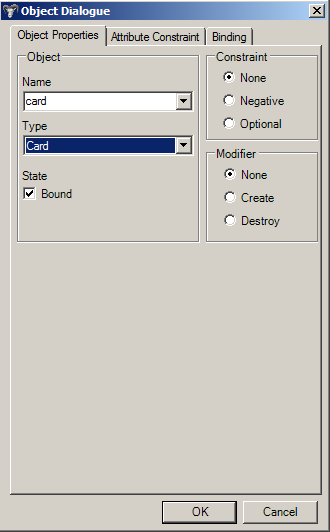 Object Dialogue
Object Properties Attribute Constraint Binding
Object
Name
card
Type
Card
State
Bound
Constraint
None
Negative
Optional
Modifier
None
Create
Destroy
OK Cancel